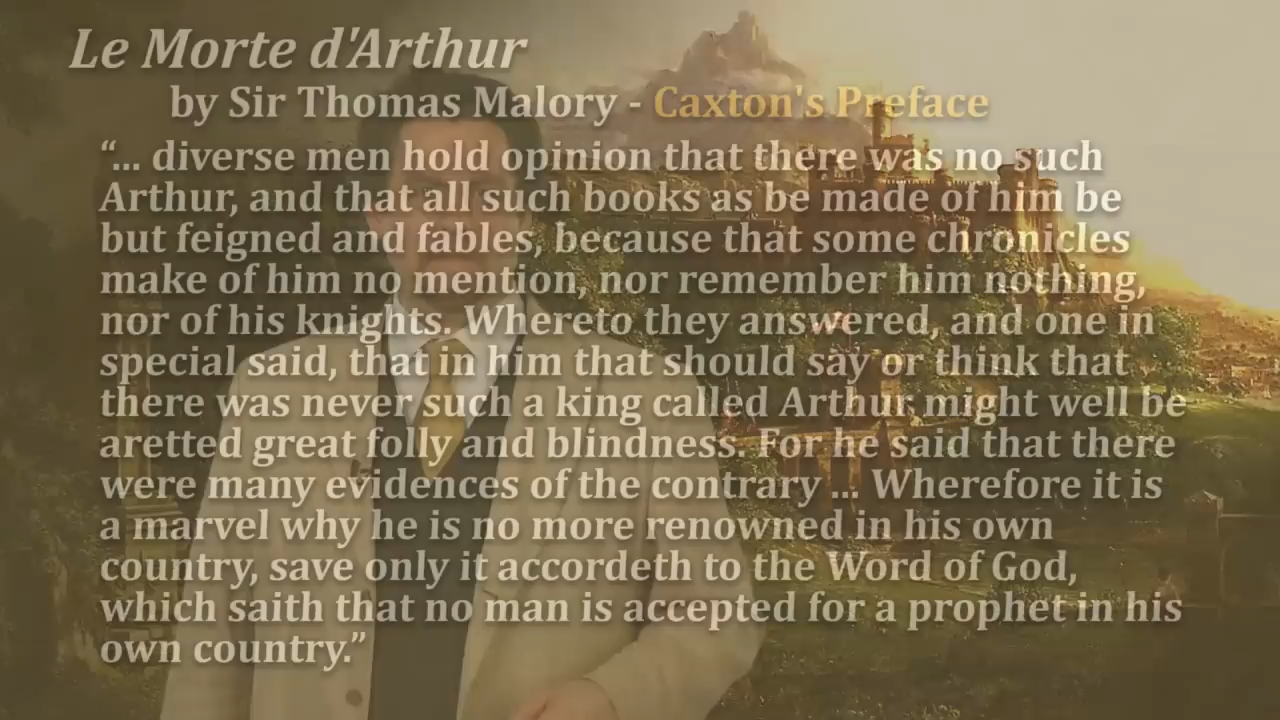 Le Morte d'Arthur
by Sir Thomas Malory - Caxton's Preface
“... diverse men hold opinion that there was no such
Arthur, and that all such books as be made of him be
but feigned and fables, because that some chronicles
make of him no mention, nor remember him nothing,
nor of his knights. Whereto they answered, and one in
special said, that in him that should say or think that
there was never such a king called Arthur might well be
aretted great folly and blindness. For he said that there
were many evidences of the contrary ... Wherefore it is
a marvel why he is no more renowned in his own
country, save only it accordeth to the Word of God,
which saith that no man is accepted for a prophet in his
own country.”